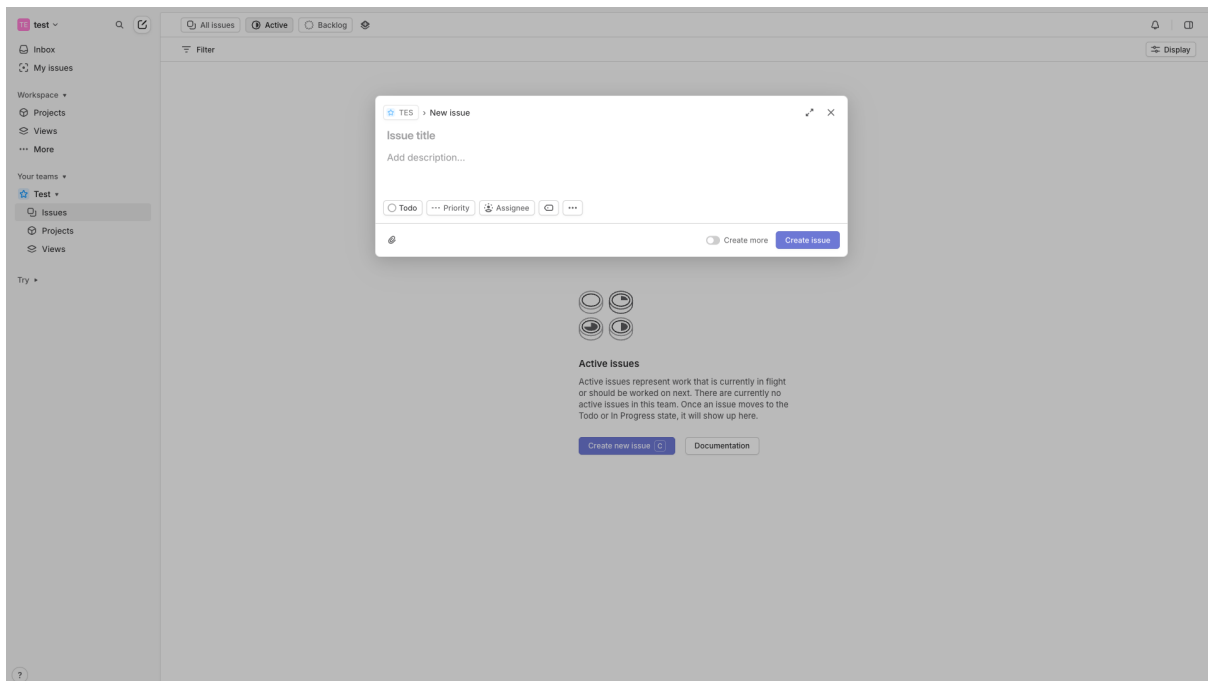 TE test
All issues
Active
Backlog
Inbox
My issues
Filter
Display
Workspace
Projects
Views
More
Your teams
Test
Issues
Projects
Views
Try
TES › New issue
Issue title
Add description...
Todo
Priority
Assignee
Create more
Create issue
Active issues
Active issues represent work that is currently in flight
or should be worked on next. There are currently no
active issues in this team. Once an issue moves to the
Todo or In Progress state, it will show up here.
Create new issue C
Documentation
?